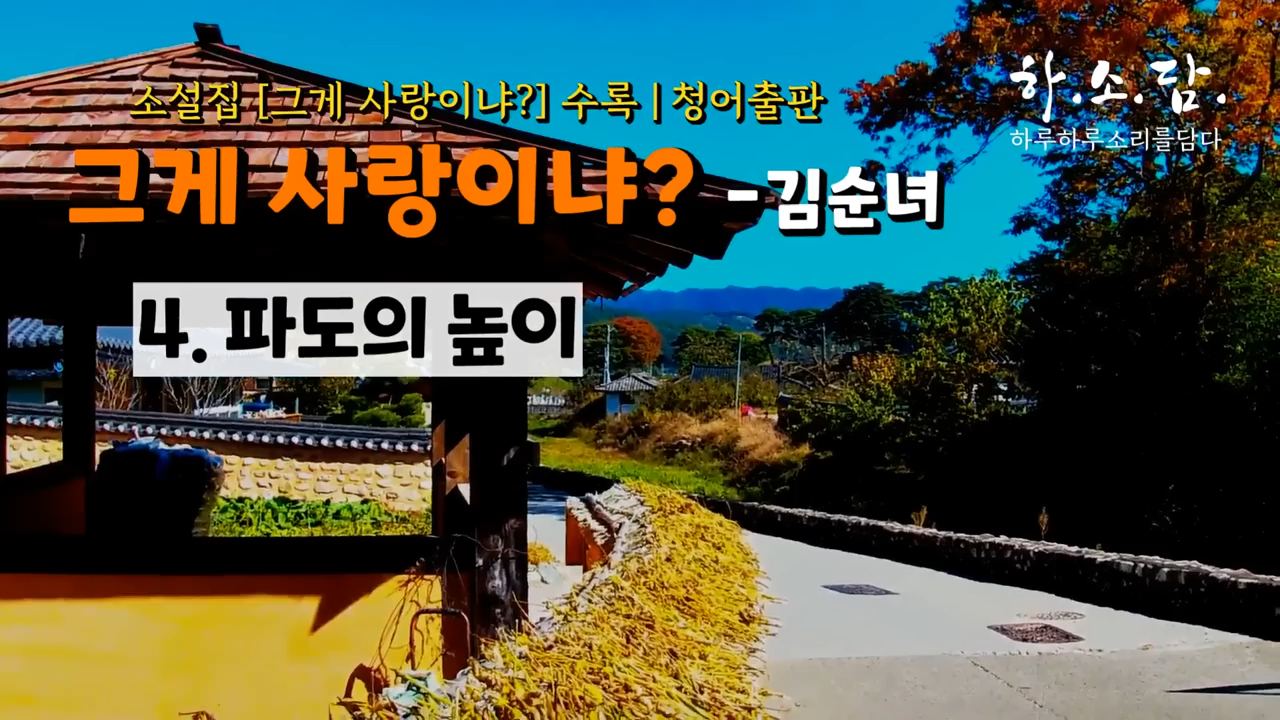 소설집 [그게 사랑이냐?] 수록 | 청어출판
그게 사랑이냐? - 김순녀
4. 파도의 높이
하.소.담.
하루하루소리를담다